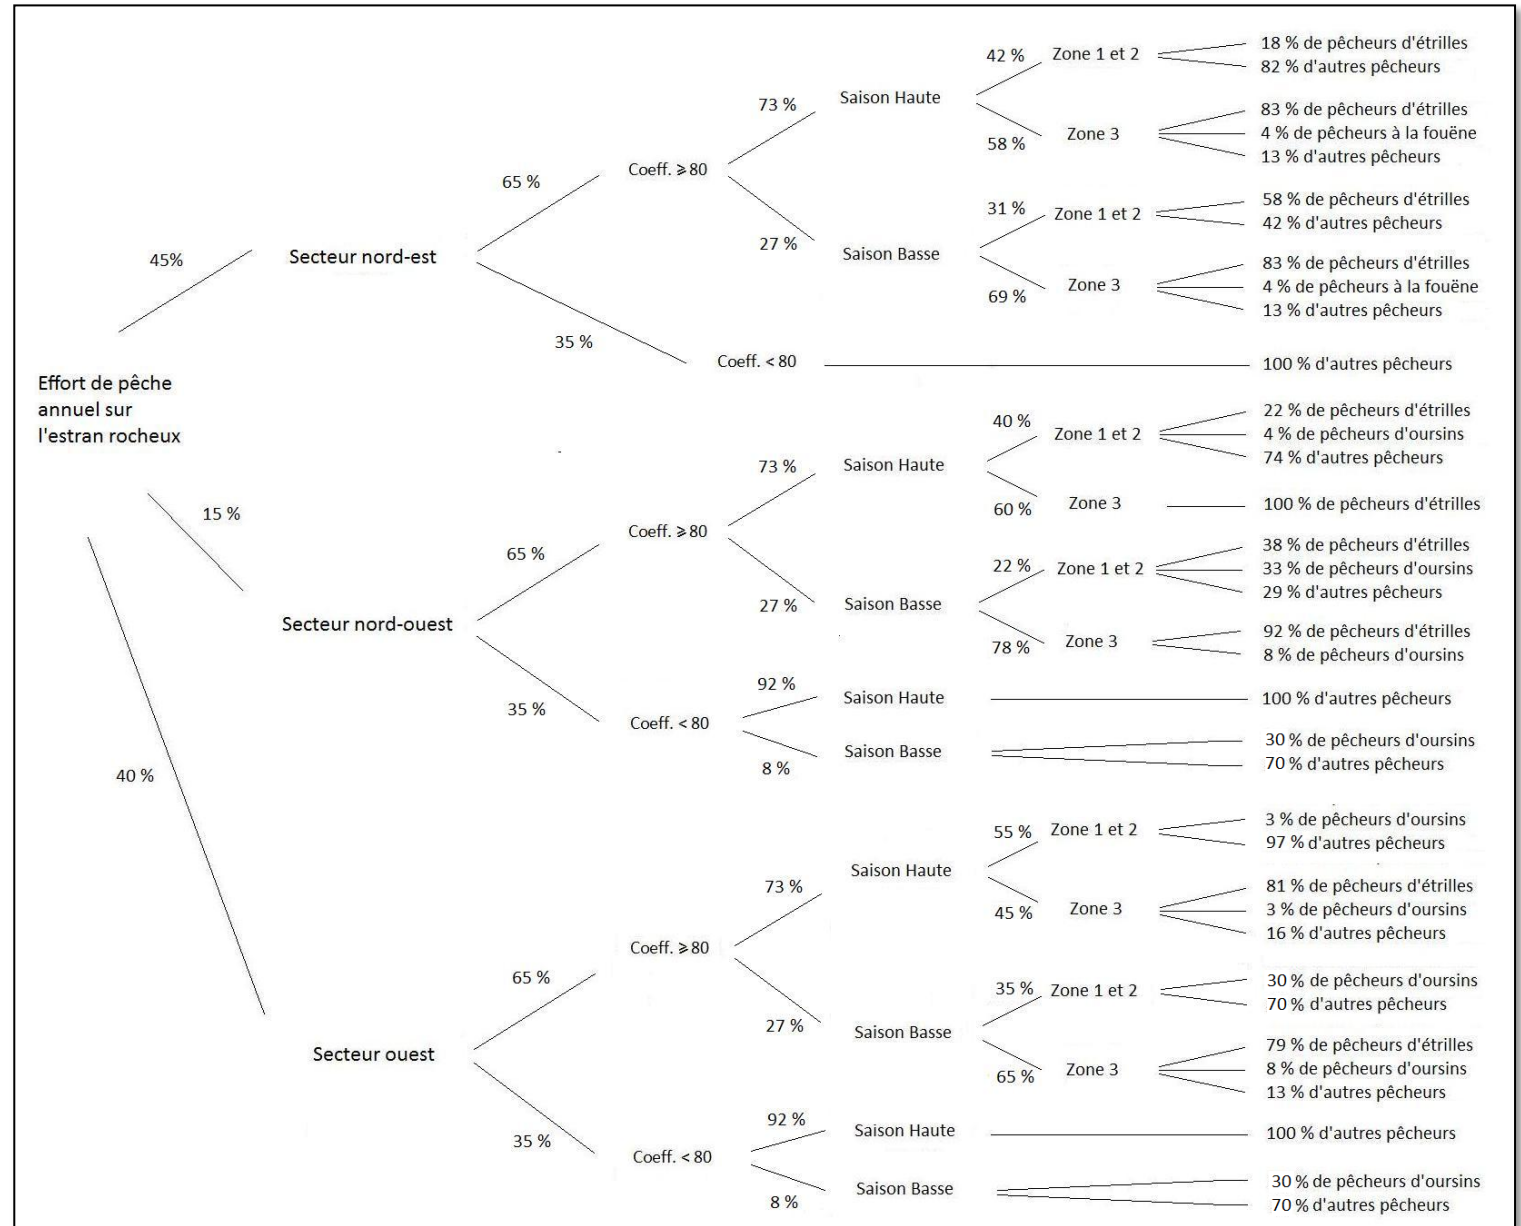 Effort de pêche
annuel sur
l'estran rocheux
45%
Secteur nord-est
65 %
Coeff. ⩾ 80
73 %
Saison Haute
42 %
Zone 1 et 2
18 % de pêcheurs d'étrilles
82 % d'autres pêcheurs
58 %
Zone 3
83 % de pêcheurs d'étrilles
4 % de pêcheurs à la fouëne
13 % d'autres pêcheurs
27 %
Saison Basse
31 %
Zone 1 et 2
58 % de pêcheurs d'étrilles
42 % d'autres pêcheurs
69 %
Zone 3
83 % de pêcheurs d'étrilles
4 % de pêcheurs à la fouëne
13 % d'autres pêcheurs
35 %
Coeff. < 80
100 % d'autres pêcheurs
15 %
Secteur nord-ouest
65 %
Coeff. ⩾ 80
73 %
Saison Haute
40 %
Zone 1 et 2
22 % de pêcheurs d'étrilles
4 % de pêcheurs d'oursins
74 % d'autres pêcheurs
60 %
Zone 3
100 % de pêcheurs d'étrilles
27 %
Saison Basse
22 %
Zone 1 et 2
38 % de pêcheurs d'étrilles
33 % de pêcheurs d'oursins
29 % d'autres pêcheurs
78 %
Zone 3
92 % de pêcheurs d'étrilles
8 % de pêcheurs d'oursins
35 %
Coeff. < 80
92 %
Saison Haute
100 % d'autres pêcheurs
8 %
Saison Basse
30 % de pêcheurs d'oursins
70 % d'autres pêcheurs
40 %
Secteur ouest
65 %
Coeff. ⩾ 80
73 %
Saison Haute
55 %
Zone 1 et 2
3 % de pêcheurs d'oursins
97 % d'autres pêcheurs
45 %
Zone 3
81 % de pêcheurs d'étrilles
3 % de pêcheurs d'oursins
16 % d'autres pêcheurs
27 %
Saison Basse
35 %
Zone 1 et 2
30 % de pêcheurs d'oursins
70 % d'autres pêcheurs
65 %
Zone 3
79 % de pêcheurs d'étrilles
8 % de pêcheurs d'oursins
13 % d'autres pêcheurs
35 %
Coeff. < 80
92 %
Saison Haute
100 % d'autres pêcheurs
8 %
Saison Basse
30 % de pêcheurs d'oursins
70 % d'autres pêcheurs